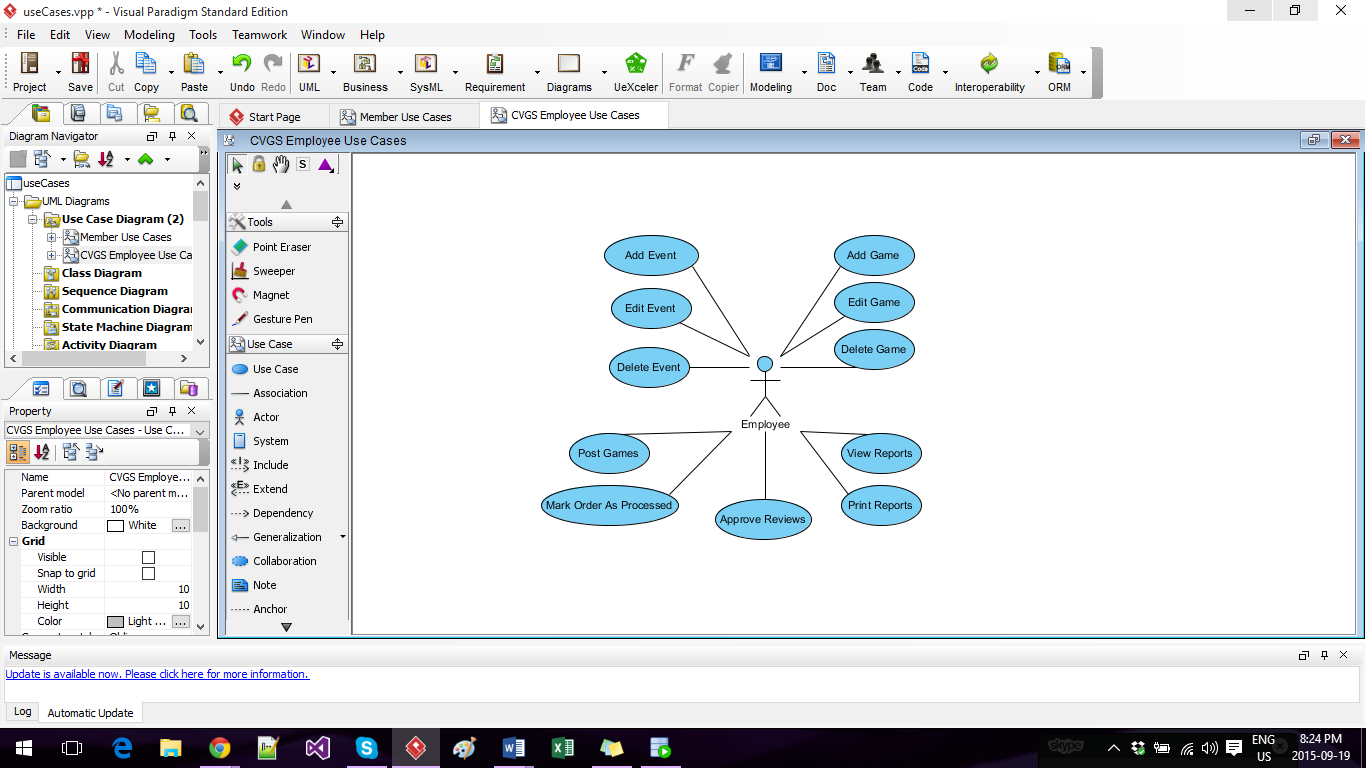 useCases.vpp * - Visual Paradigm Standard Edition
File Edit View Modeling Tools Teamwork Window Help
Project Save Cut Copy Paste Undo Redo UML Business SysML Requirement Diagrams UeXceler Format Copier Modeling Doc Team Code Interoperability ORM
Start Page Member Use Cases CVGS Employee Use Cases
Diagram Navigator
useCases
UML Diagrams
Use Case Diagram (2)
Member Use Cases
CVGS Employee Use Ca
Class Diagram
Sequence Diagram
Communication Diagrar
State Machine Diagram
Activity Diagram
Property
CVGS Employee Use Cases - Use C...
Name CVGS Employe...
Parent model <No parent m...
Zoom ratio 100%
Background White ...
Grid
Visible
Snap to grid
Width 10
Height 10
Color Light ... ...
CVGS Employee Use Cases
S
Tools
Point Eraser
Sweeper
Magnet
Gesture Pen
Use Case
Use Case
Association
Actor
System
Include
Extend
Dependency
Generalization
Collaboration
Note
Anchor
Add Event
Edit Event
Delete Event
Add Game
Edit Game
Delete Game
Employee
Post Games
Mark Order As Processed
Approve Reviews
View Reports
Print Reports
Message
Update is available now. Please click here for more information.
Log Automatic Update
skype
ENG
US
8:24 PM
2015-09-19